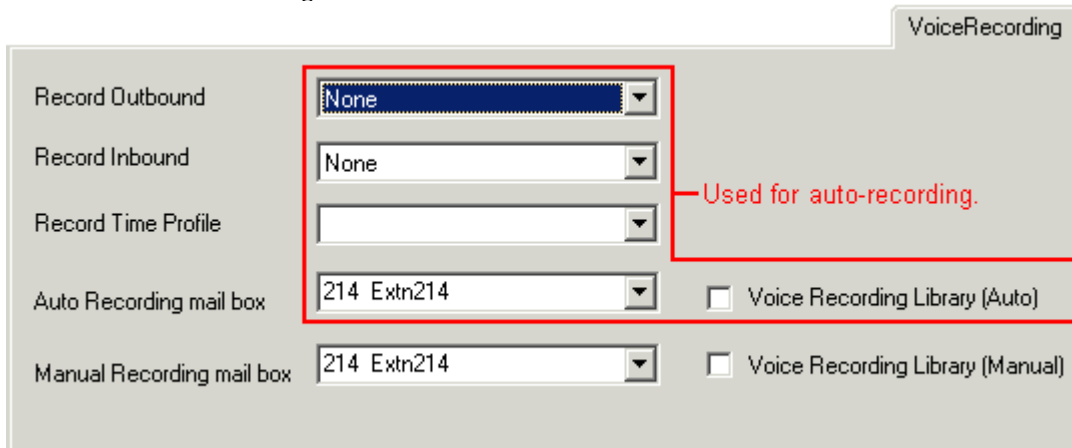 VoiceRecording
Record Outbound None
Record Inbound None
Used for auto-recording.
Record Time Profile
Auto Recording mail box 214 Extn214 Voice Recording Library (Auto)
Manual Recording mail box 214 Extn214 Voice Recording Library (Manual)